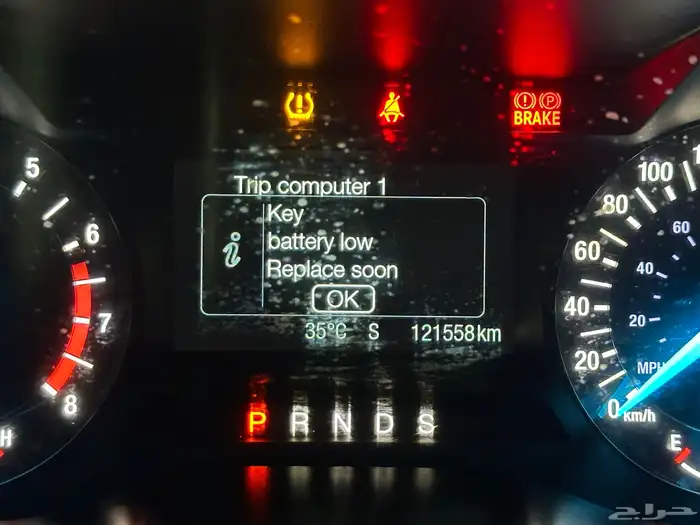 BRAKE
Trip computer 1
Key
battery low
Replace soon
OK
35°C S 121558km
P R N D S
5
6
7
8
H
100
80
60
40
20
0
km/h
60
40
20
MPH
E
حراج